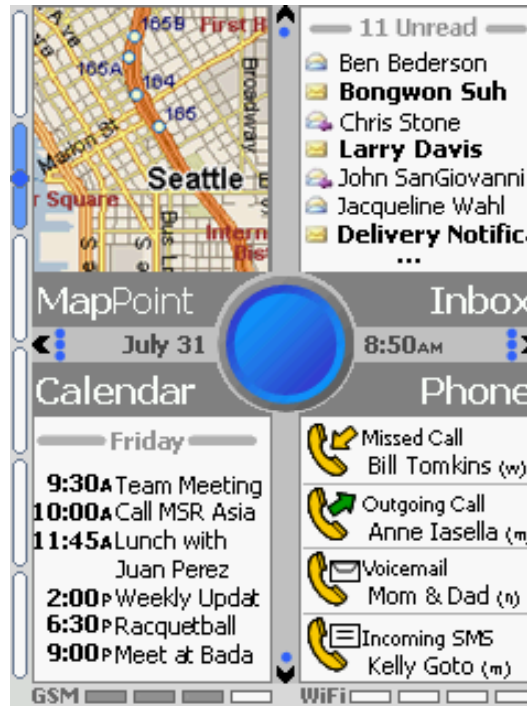 165B First H
165A
164
165
Broadway
Marion St
Seattle
r Square
Intern
Dis
Bus L
MapPoint
11 Unread
Ben Bederson
Bongwon Suh
Chris Stone
Larry Davis
John SanGiovanni
Jacqueline Wahl
Delivery Notifica
...
Inbox
July 31
8:50AM
Calendar
Friday
9:30A Team Meeting
10:00A Call MSR Asia
11:45A Lunch with
Juan Perez
2:00P Weekly Updat
6:30P Racquetball
9:00P Meet at Bada
Phone
Missed Call
Bill Tomkins (w)
Outgoing Call
Anne Iasella (m)
Voicemail
Mom & Dad (h)
Incoming SMS
Kelly Goto (m)
GSM
WiFi